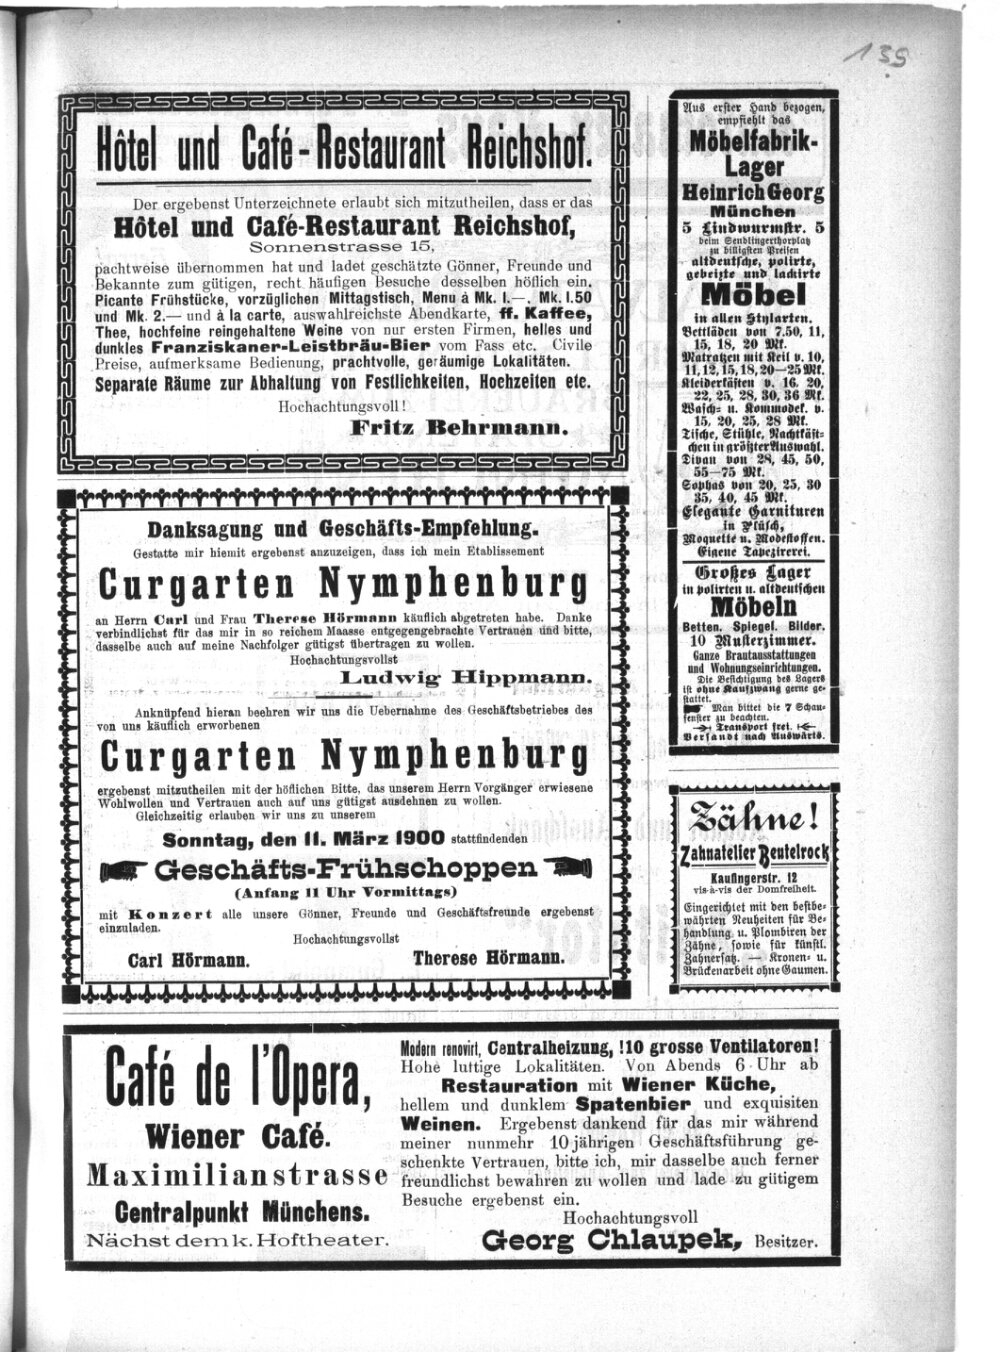 139
Hôtel und Café-Restaurant Reichshof.
Der ergebenst Unterzeichnete erlaubt sich mitzutheilen, dass er das
Hôtel und Café-Restaurant Reichshof,
Sonnenstrasse 15,
pachtweise übernommen hat und ladet geschätzte Gönner, Freunde und
Bekannte zum gütigen, recht häufigen Besuche desselben höflich ein.
Picante Frühstücke, vorzüglichen Mittagstisch, Menu à Mk. 1.—, Mk. 1.50
und Mk. 2.— und à la carte, auswahlreichste Abendkarte, ff. Kaffee,
Thee, hochfeine reingehaltene Weine von nur ersten Firmen, helles und
dunkles Franziskaner-Leistbräu-Bier vom Fass etc. Civile
Preise, aufmerksame Bedienung, prachtvolle, geräumige Lokalitäten.
Separate Räume zur Abhaltung von Festlichkeiten, Hochzeiten etc.
Hochachtungsvoll!
Fritz Behrmann.
Danksagung und Geschäfts-Empfehlung.
Gestatte mir hiemit ergebenst anzuzeigen, dass ich mein Etablissement
Curgarten Nymphenburg
an Herrn Carl und Frau Therese Hörmann käuflich abgetreten habe. Danke
verbindlichst für das mir in so reichem Maasse entgegengebrachte Vertrauen und bitte,
dasselbe auch auf meine Nachfolger gütigst übertragen zu wollen.
Hochachtungsvollst
Ludwig Hippmann.
Anknüpfend hieran beehren wir uns die Uebernahme des Geschäftsbetriebes des
von uns käuflich erworbenen
Curgarten Nymphenburg
ergebenst mitzutheilen mit der höflichen Bitte, das unserem Herrn Vorgänger erwiesene
Wohlwollen und Vertrauen auch auf uns gütigst ausdehnen zu wollen.
Gleichzeitig erlauben wir uns zu unserem
Sonntag, den 11. März 1900 stattfindenden
Geschäfts-Frühschoppen
(Anfang 11 Uhr Vormittags)
mit Konzert alle unsere Gönner, Freunde und Geschäftsfreunde ergebenst
einzuladen.
Hochachtungsvollst
Carl Hörmann. Therese Hörmann.
Aus erster Hand bezogen,
empfiehlt das
Möbelfabrik-
Lager
Heinrich Georg
München
5 Lindwurmstr. 5
beim Sendlingerthorplatz
zu billigsten Preisen
altdeutsche, polirte,
gebeizte und lackirte
Möbel
in allen Stylarten.
Bettläden von 7.50, 11,
15, 18, 20 Mk.
Matratzen mit Keil v. 10,
11, 12, 15, 18, 20—25 Mk.
Kleiderkästen v. 16, 20,
22, 25, 28, 30, 36 Mk.
Wasch- u. Kommodek. v.
15, 20, 25, 28 Mk.
Tische, Stühle, Nachtkäst-
chen in größter Auswahl.
Divan von 28, 45, 50,
55—75 Mk.
Sophas von 20, 25, 30
35, 40, 45 Mk.
Elegante Garnituren
in Plüsch,
Moquette u. Modestoffen.
Eigene Tapezirerei.
Großes Lager
in polirten u. altdeutschen
Möbeln
Betten. Spiegel. Bilder.
10 Musterzimmer.
Ganze Brautausstattungen
und Wohnungseinrichtungen.
Die Besichtigung des Lagers
ist ohne Kaufzwang gerne ge-
stattet.
Man bittet die 7 Schau-
fenster zu beachten.
Transport frei.
Versandt nach Auswärts.
Zähne!
Zahnatelier Beutelrock
Kaufingerstr. 12
vis-à-vis der Domfreiheit.
Eingerichtet mit den bestbe-
währten Neuheiten für Be-
handlung u. Plombiren der
Zähne, sowie für künstl.
Zahnersatz. — Kronen- u.
Brückenarbeit ohne Gaumen.
Café de l'Opera,
Wiener Café.
Maximilianstrasse
Centralpunkt Münchens.
Nächst dem k. Hoftheater.
Modern renovirt, Centralheizung, !10 grosse Ventilatoren!
Hohe luftige Lokalitäten. Von Abends 6 Uhr ab
Restauration mit Wiener Küche,
hellem und dunklem Spatenbier und exquisiten
Weinen. Ergebenst dankend für das mir während
meiner nunmehr 10jährigen Geschäftsführung ge-
schenkte Vertrauen, bitte ich, mir dasselbe auch ferner
freundlichst bewahren zu wollen und lade zu gütigem
Besuche ergebenst ein.
Hochachtungsvoll
Georg Chlaupek, Besitzer.